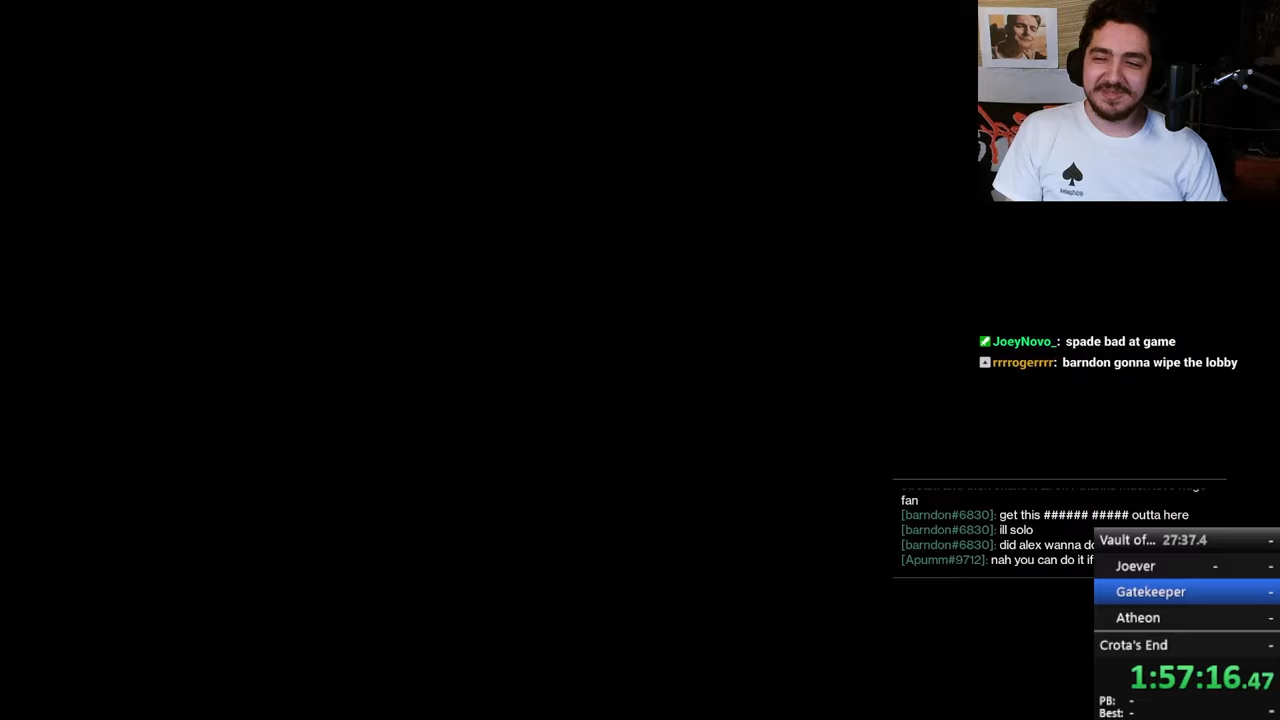 JoeyNovo_: spade bad at game
rrrrogerrrr: barndon gonna wipe the lobby
fan
[barndon#6830]: get this ###### ##### outta here
[barndon#6830]: ill solo
[barndon#6830]: did alex wanna do
[Apumm#9712]: nah you can do it if
Vault of... 27:37.4 -
Joever - -
Gatekeeper -
Atheon -
Crota's End -
1:57:16.47
PB: -
Best: - -